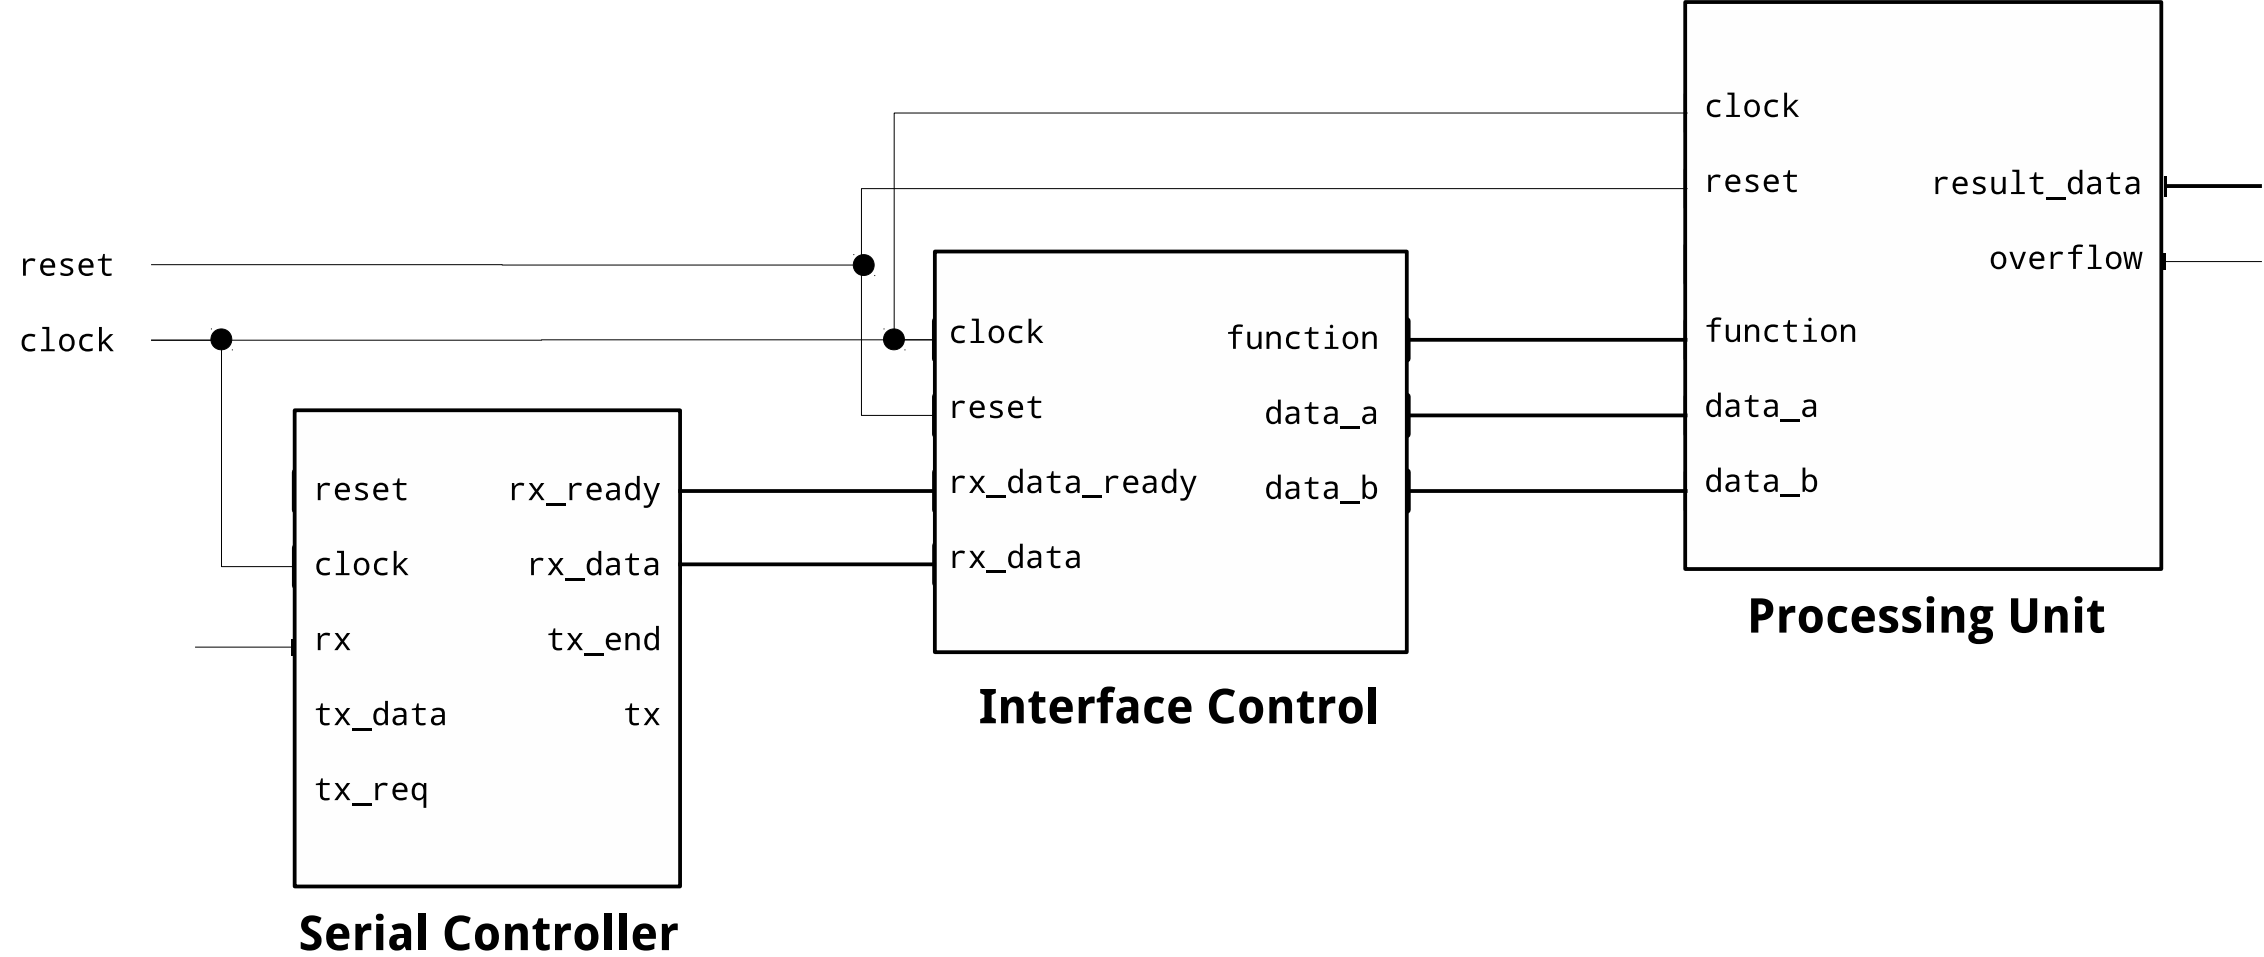 reset
clock
reset
clock
rx
tx_data
tx_req
rx_ready
rx_data
tx_end
tx
Serial Controller
clock
reset
rx_data_ready
rx_data
function
data_a
data_b
Interface Control
clock
reset
function
data_a
data_b
result_data
overflow
Processing Unit